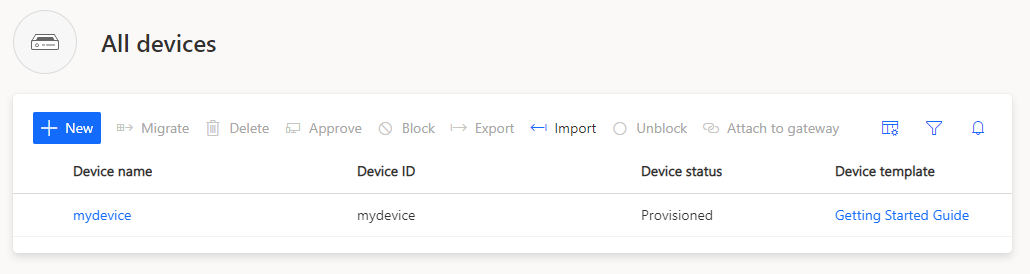 All devices
New Migrate Delete Approve Block Export Import Unblock Attach to gateway
Device name Device ID Device status Device template
mydevice mydevice Provisioned Getting Started Guide